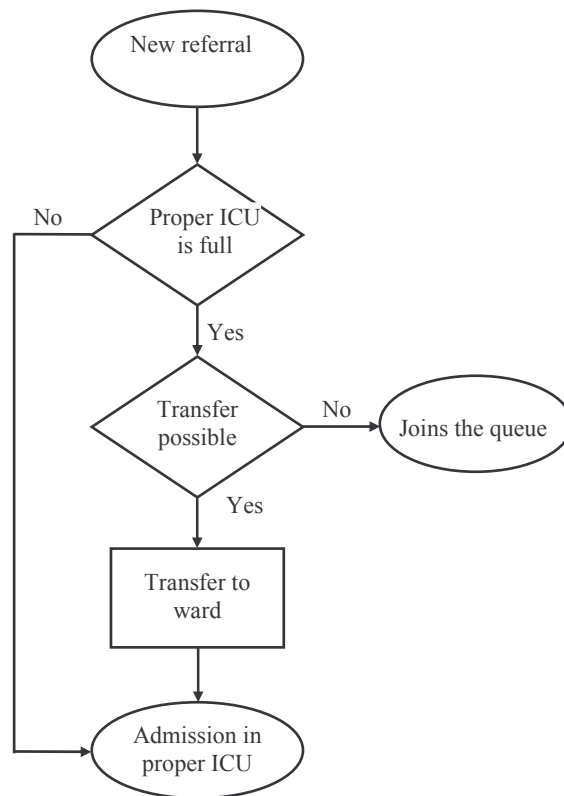 New referral
No
Proper ICU
is full
Yes
Transfer
possible
No
Joins the queue
Yes
Transfer to
ward
Admission in
proper ICU